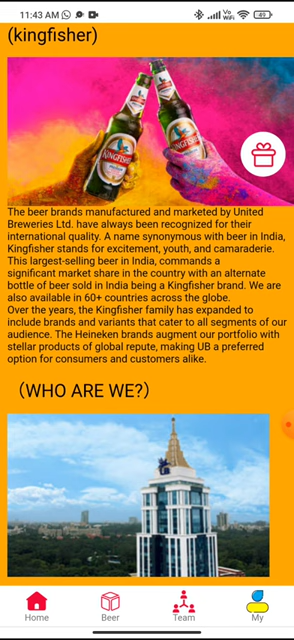 11:43 AM
Vo
WiFi
49
(kingfisher)
KINGFISHER
KINGFISHER
The beer brands manufactured and marketed by United
Breweries Ltd. have always been recognized for their
international quality. A name synonymous with beer in India,
Kingfisher stands for excitement, youth, and camaraderie.
This largest-selling beer in India, commands a
significant market share in the country with an alternate
bottle of beer sold in India being a Kingfisher brand. We are
also available in 60+ countries across the globe.
Over the years, the Kingfisher family has expanded to
include brands and variants that cater to all segments of our
audience. The Heineken brands augment our portfolio with
stellar products of global repute, making UB a preferred
option for consumers and customers alike.
（WHO ARE WE?）
Home
Beer
Team
My